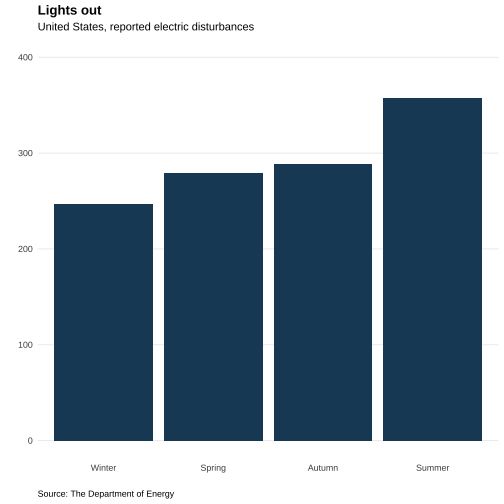 Lights out
United States, reported electric disturbances
400
300
200
100
0
Winter Spring Autumn Summer
Source: The Department of Energy